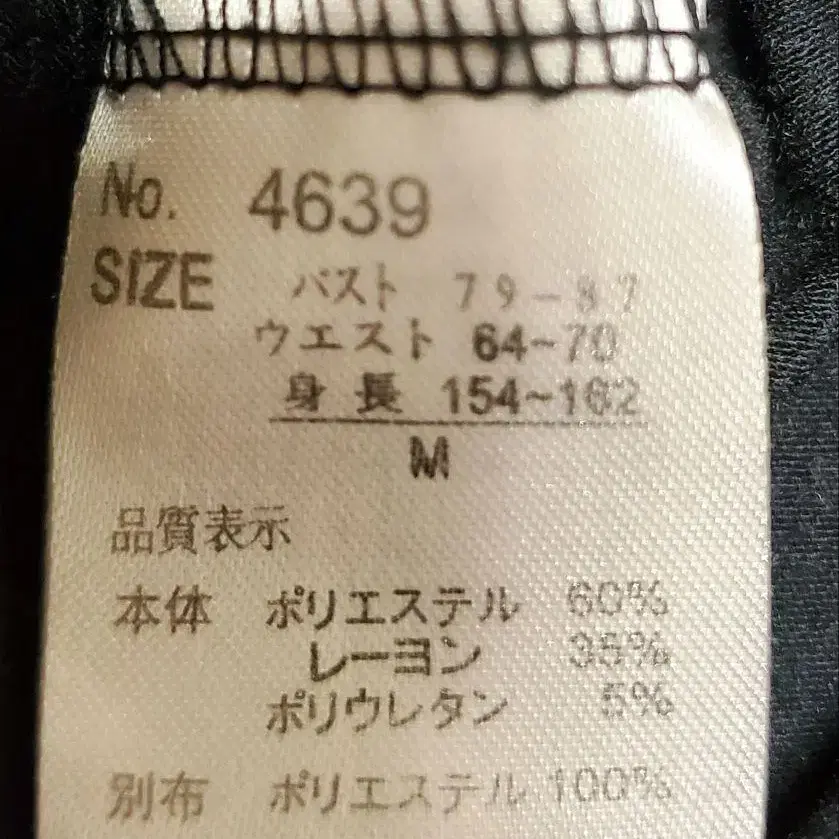 No. 4639
SIZE バスト 79-87
ウエスト 64~70
身長 154~162
M
品質表示
本体 ポリエステル 60%
レーヨン 35%
ポリウレタン 5%
別布 ポリエステル 100%